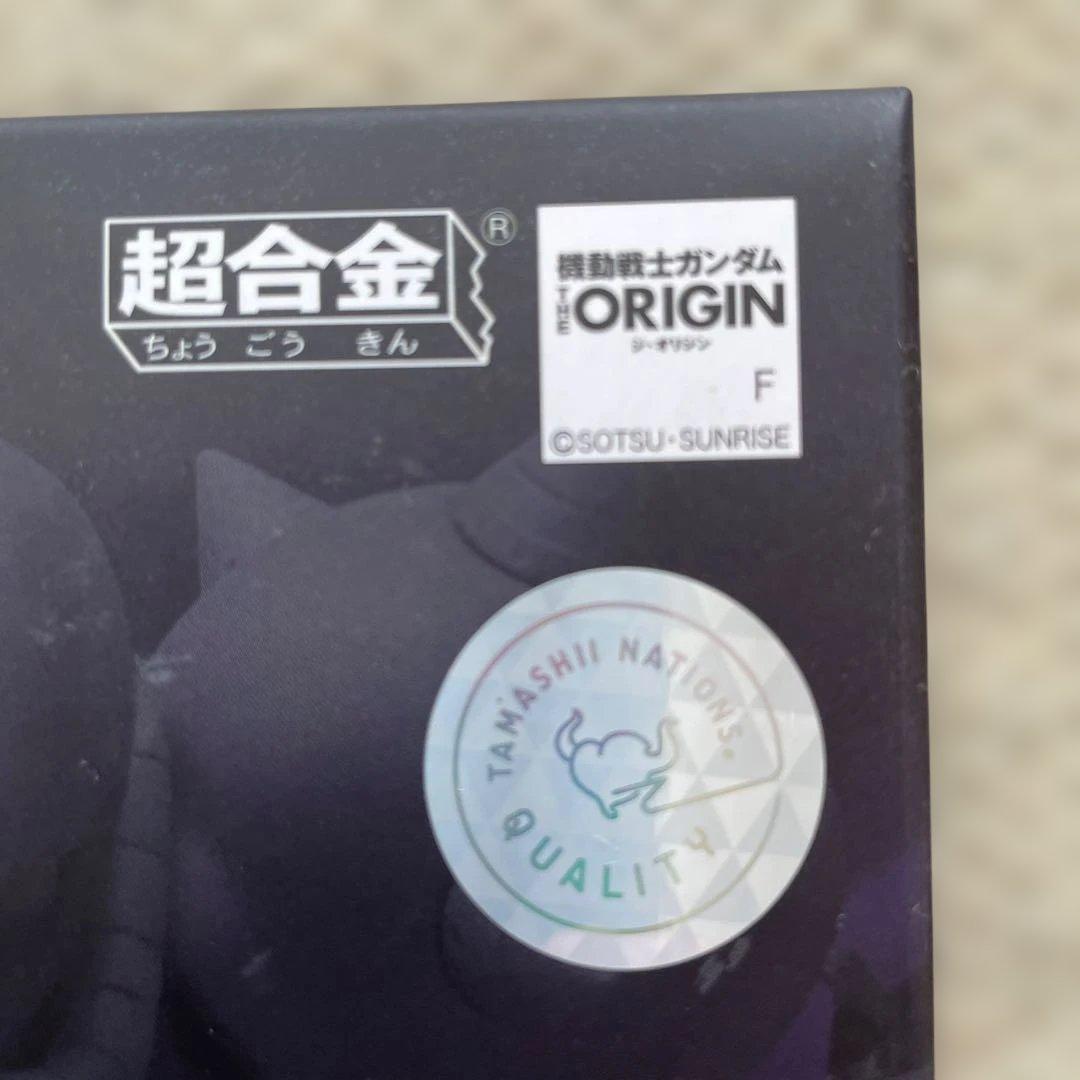 超合金®
ちょう ごう きん
機動戦士ガンダム
THE ORIGIN
ジ・オリジン
F
©SOTSU・SUNRISE
TAMASHII NATIONS.
QUALITY